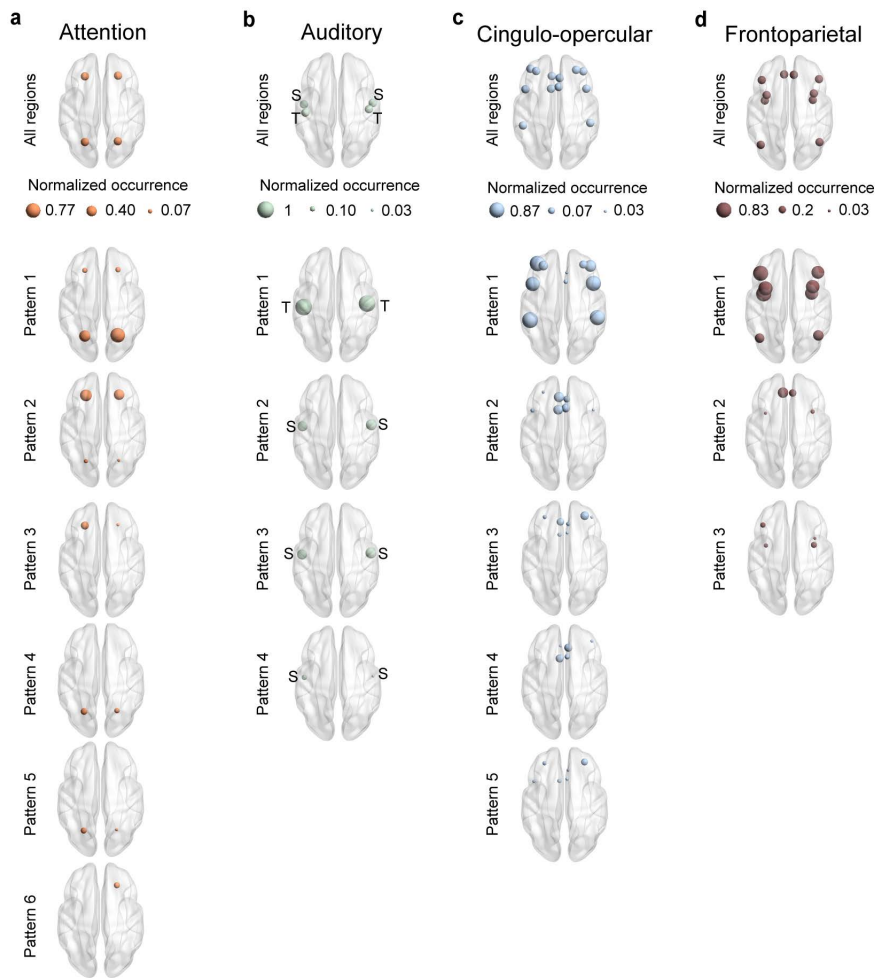 a
Attention
All regions
Normalized occurrence
0.77 0.40 0.07
Pattern 1
Pattern 2
Pattern 3
Pattern 4
Pattern 5
Pattern 6
b
Auditory
All regions
S S
T T
Normalized occurrence
1 0.10 0.03
Pattern 1
T T
Pattern 2
S S
Pattern 3
S S
Pattern 4
S S
c
Cingulo-opercular
All regions
Normalized occurrence
0.87 0.07 0.03
Pattern 1
Pattern 2
Pattern 3
Pattern 4
Pattern 5
d
Frontoparietal
All regions
Normalized occurrence
0.83 0.2 0.03
Pattern 1
Pattern 2
Pattern 3